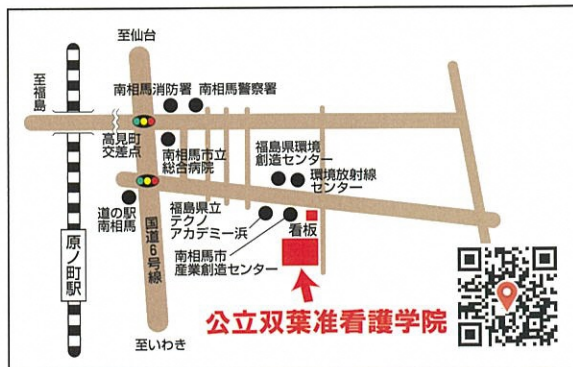 至仙台
至福島
南相馬消防署
南相馬警察署
高見町
交差点
南相馬市立
総合病院
福島県環境
創造センター
環境放射線
センター
道の駅
南相馬
国道6号線
福島県立
テクノ
アカデミー浜
看板
南相馬市
産業創造センター
原ノ町駅
公立双葉准看護学院
至いわき